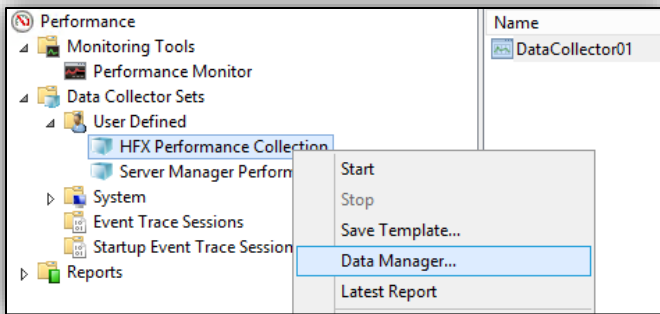 Performance
Name
Monitoring Tools
DataCollector01
Performance Monitor
Data Collector Sets
User Defined
HFX Performance Collection
Server Manager Perform
Start
System
Stop
Event Trace Sessions
Save Template...
Startup Event Trace Session
Data Manager...
Reports
Latest Report